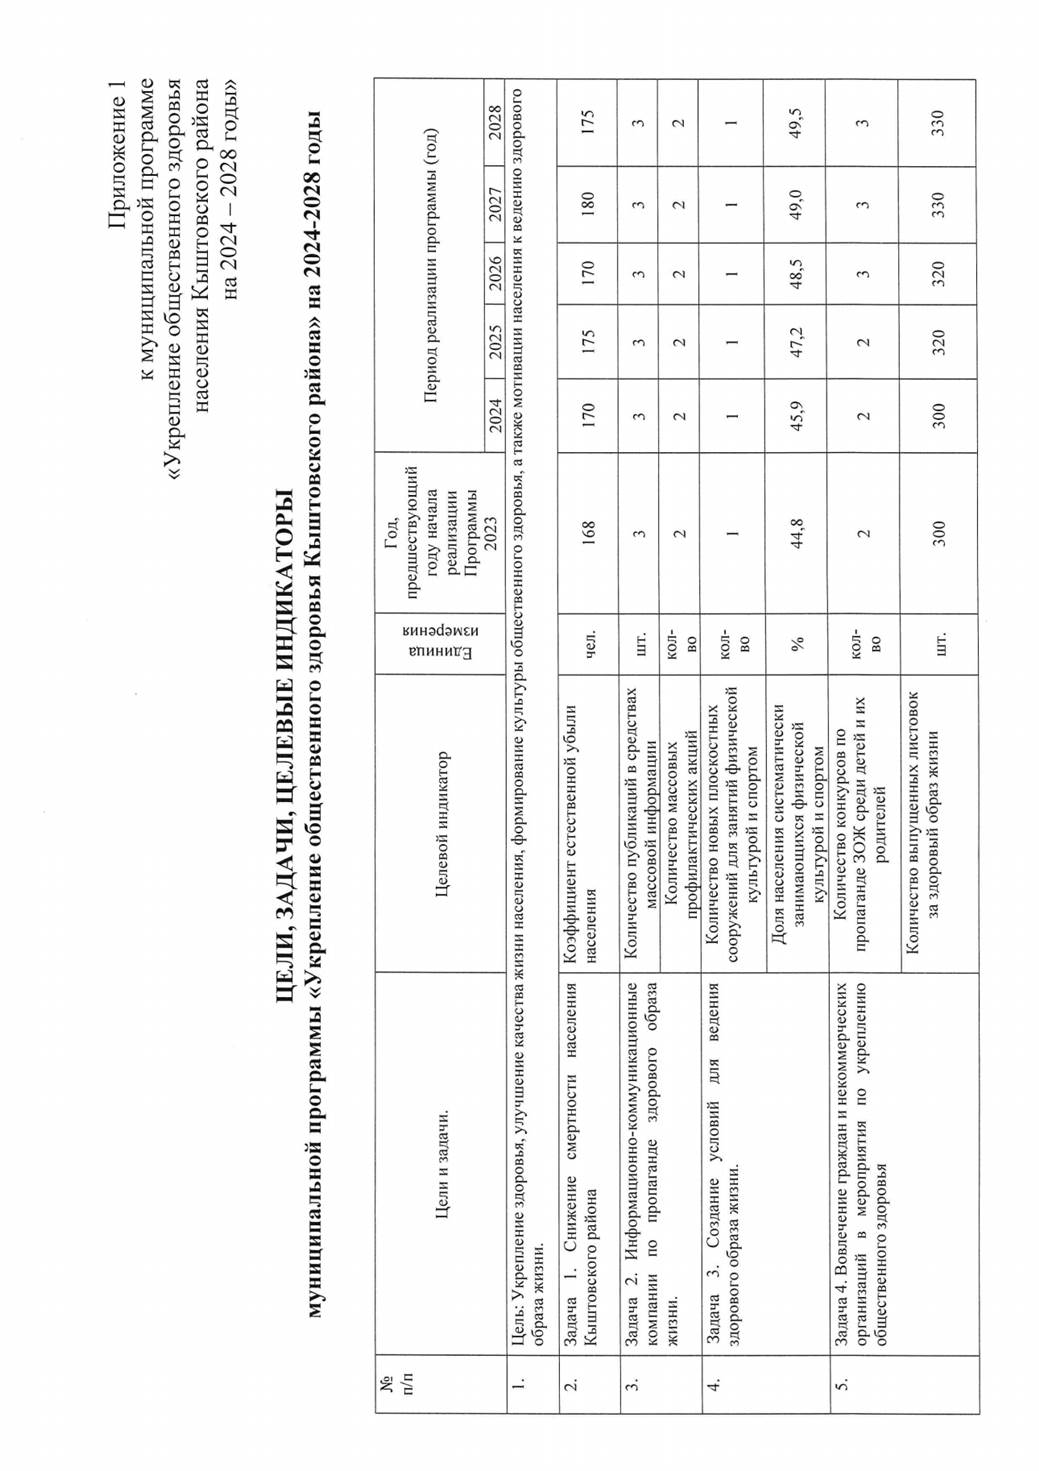 Приложение 1
к муниципальной программе
«Укрепление общественного здоровья
населения Кыштовского района
на 2024 – 2028 годы»
ЦЕЛИ, ЗАДАЧИ, ЦЕЛЕВЫЕ ИНДИКАТОРЫ
муниципальной программы «Укрепление общественного здоровья Кыштовского района» на 2024-2028 годы
№
п/п
Цели и задачи.
Целевой индикатор
Единица
измерения
Год,
предшествующий
году начала
реализации
Программы
2023
Период реализации программы (год)
2024 2025 2026 2027 2028
1. Цель: Укрепление здоровья, улучшение качества жизни населения, формирование культуры общественного здоровья, а также мотивации населения к ведению здорового
образа жизни.
2. Задача 1. Снижение смертности населения
Кыштовского района
Коэффициент естественной убыли
населения
чел. 168 170 175 170 180 175
3. Задача 2. Информационно-коммуникационные
компании по пропаганде здорового образа
жизни.
Количество публикаций в средствах
массовой информации
шт. 3 3 3 3 3 3
Количество массовых
профилактических акций
кол-
во
2 2 2 2 2 2
4. Задача 3. Создание условий для ведения
здорового образа жизни.
Количество новых плоскостных
сооружений для занятий физической
культурой и спортом
кол-
во
1 1 1 1 1 1
Доля населения систематически
занимающихся физической
культурой и спортом
% 44,8 45,9 47,2 48,5 49,0 49,5
5. Задача 4. Вовлечение граждан и некоммерческих
организаций в мероприятия по укреплению
общественного здоровья
Количество конкурсов по
пропаганде ЗОЖ среди детей и их
родителей
кол-
во
2 2 2 3 3 3
Количество выпущенных листовок
за здоровый образ жизни
шт. 300 300 320 320 330 330